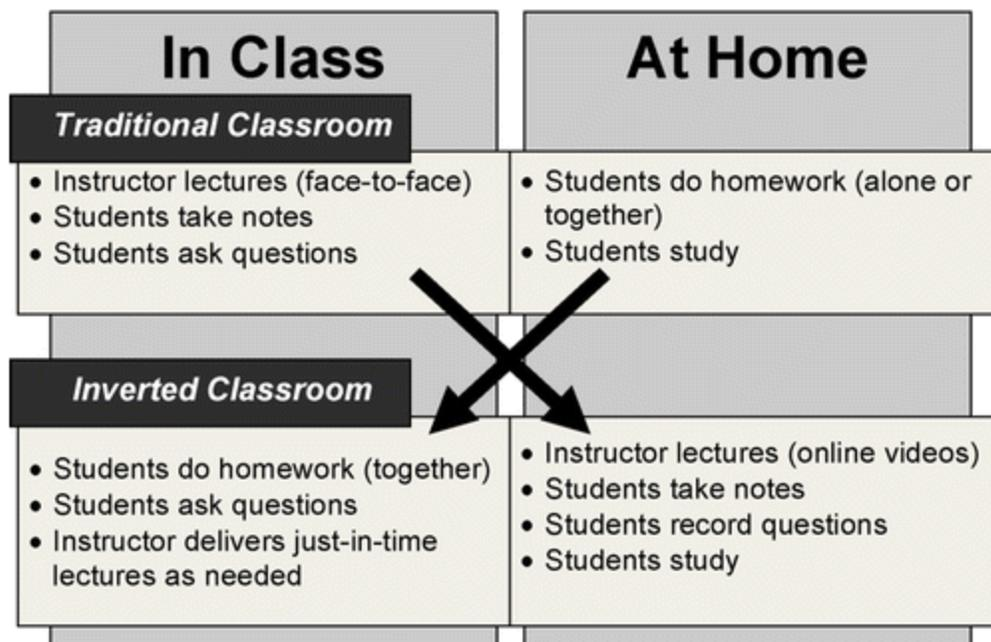 In Class
At Home
Traditional Classroom
• Instructor lectures (face-to-face)
• Students take notes
• Students ask questions
• Students do homework (alone or
together)
• Students study
Inverted Classroom
• Students do homework (together)
• Students ask questions
• Instructor delivers just-in-time
lectures as needed
• Instructor lectures (online videos)
• Students take notes
• Students record questions
• Students study